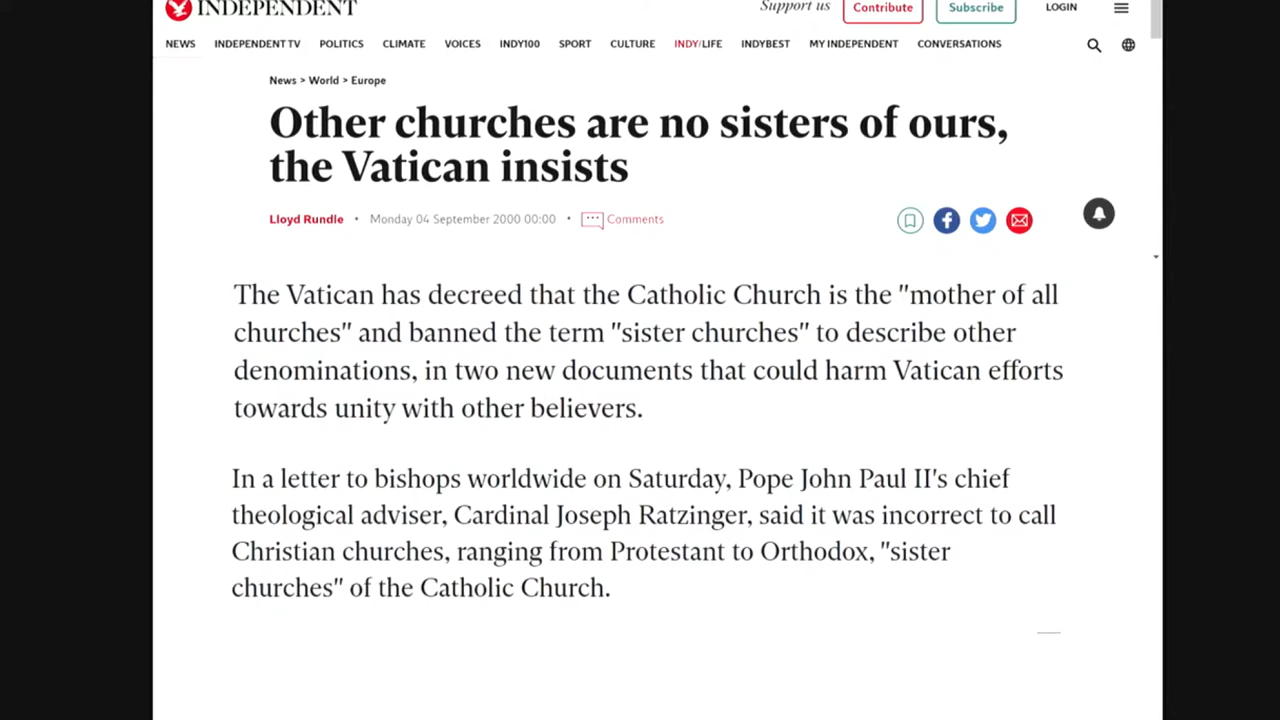 INDEPENDENT
Support us Contribute Subscribe LOGIN
NEWS INDEPENDENT TV POLITICS CLIMATE VOICES INDY100 SPORT CULTURE INDY/LIFE INDYBEST MY INDEPENDENT CONVERSATIONS
News > World > Europe
Other churches are no sisters of ours,
the Vatican insists
Lloyd Rundle • Monday 04 September 2000 00:00 • Comments
The Vatican has decreed that the Catholic Church is the "mother of all
churches" and banned the term "sister churches" to describe other
denominations, in two new documents that could harm Vatican efforts
towards unity with other believers.
In a letter to bishops worldwide on Saturday, Pope John Paul II's chief
theological adviser, Cardinal Joseph Ratzinger, said it was incorrect to call
Christian churches, ranging from Protestant to Orthodox, "sister
churches" of the Catholic Church.